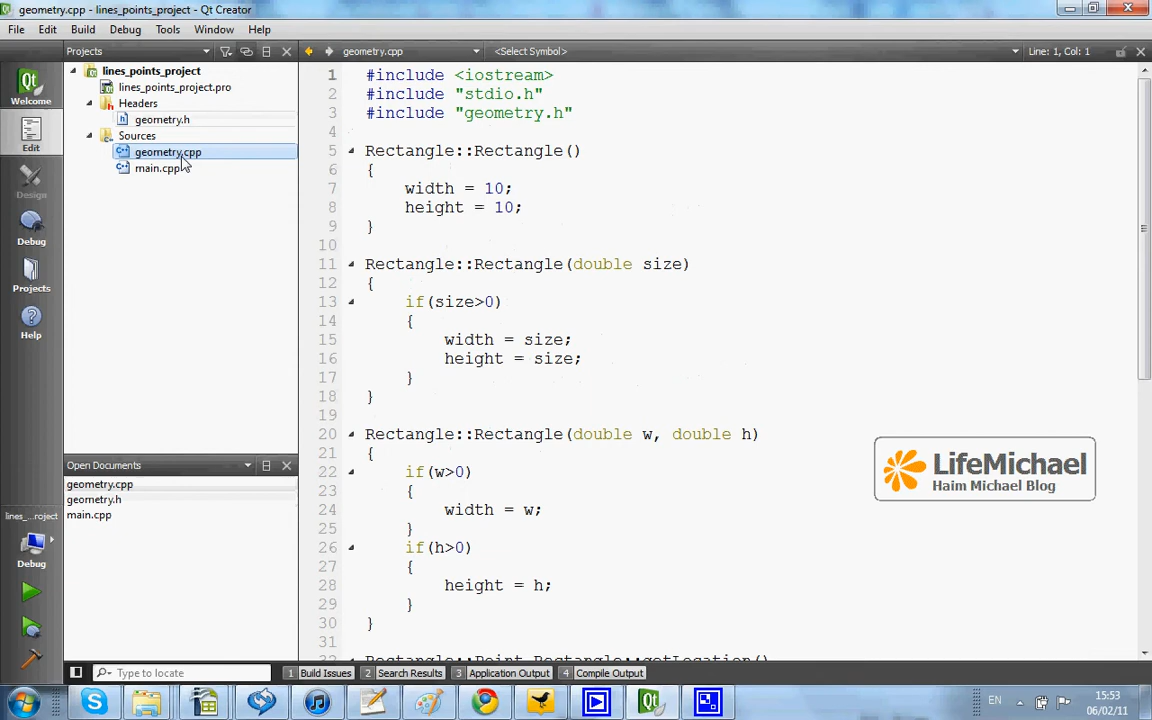 geometry.cpp - lines_points_project - Qt Creator
File Edit Build Debug Tools Window Help
Projects geometry.cpp <Select Symbol> Line: 1, Col: 1
Qt
Welcome
Edit
Design
Debug
Projects
Help
lines_points_project
lines_points_project.pro
Headers
h geometry.h
Sources
C++ geometry.cpp
C++ main.cpp
Open Documents
geometry.cpp
geometry.h
main.cpp
lines_...roject
Debug
1 #include <iostream>
2 #include "stdio.h"
3 #include "geometry.h"
4
5 Rectangle::Rectangle()
6 {
7 width = 10;
8 height = 10;
9 }
10
11 Rectangle::Rectangle(double size)
12 {
13 if(size>0)
14 {
15 width = size;
16 height = size;
17 }
18 }
19
20 Rectangle::Rectangle(double w, double h)
21 {
22 if(w>0)
23 {
24 width = w;
25 }
26 if(h>0)
27 {
28 height = h;
29 }
30 }
31
32 Rectangle::Point Rectangle::getLocation()
LifeMichael
Haim Michael Blog
Type to locate 1 Build Issues 2 Search Results 3 Application Output 4 Compile Output
EN 15:53
06/02/11